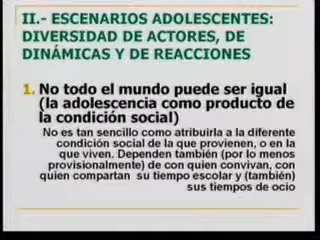 II.- ESCENARIOS ADOLESCENTES:
DIVERSIDAD DE ACTORES, DE
DINÁMICAS Y DE REACCIONES
1. No todo el mundo puede ser igual
(la adolescencia como producto de
la condición social)
No es tan sencillo como atribuirla a la diferente
condición social de la que provienen, o en la
que viven. Dependen también (por lo menos
provisionalmente) de con quien convivan, con
quien compartan su tiempo escolar y (también)
sus tiempos de ocio